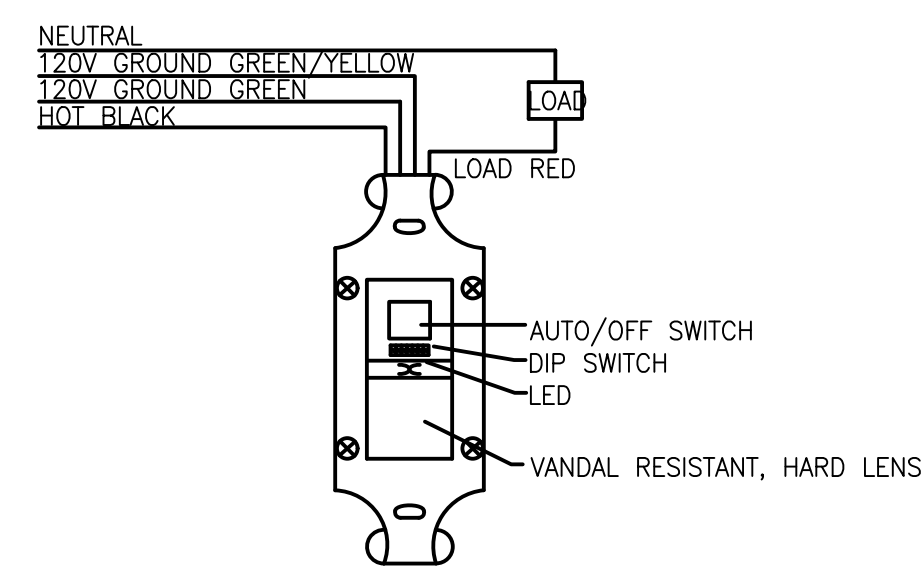 NEUTRAL
120V GROUND GREEN/YELLOW
120V GROUND GREEN
HOT BLACK
LOAD
LOAD RED
AUTO/OFF SWITCH
DIP SWITCH
LED
VANDAL RESISTANT, HARD LENS